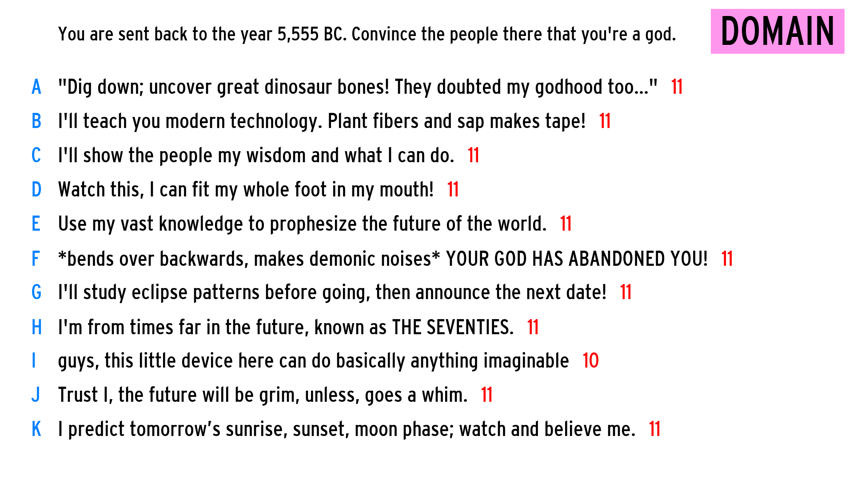 You are sent back to the year 5,555 BC. Convince the people there that you're a god.
DOMAIN
A "Dig down; uncover great dinosaur bones! They doubted my godhood too..." 11
B I'll teach you modern technology. Plant fibers and sap makes tape! 11
C I'll show the people my wisdom and what I can do. 11
D Watch this, I can fit my whole foot in my mouth! 11
E Use my vast knowledge to prophesize the future of the world. 11
F *bends over backwards, makes demonic noises* YOUR GOD HAS ABANDONED YOU! 11
G I'll study eclipse patterns before going, then announce the next date! 11
H I'm from times far in the future, known as THE SEVENTIES. 11
I guys, this little device here can do basically anything imaginable 10
J Trust I, the future will be grim, unless, goes a whim. 11
K I predict tomorrow’s sunrise, sunset, moon phase; watch and believe me. 11